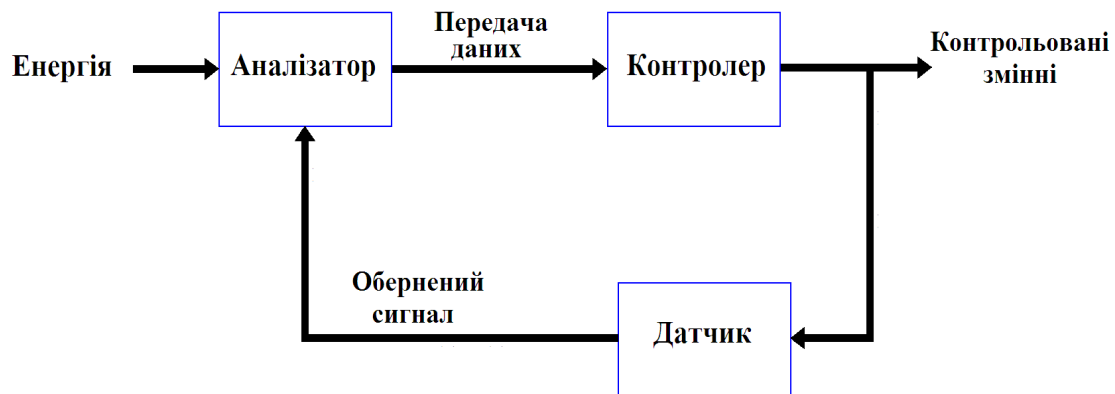 Енергія
Аналізатор
Передача
даних
Контролер
Контрольовані
змінні
Обернений
сигнал
Датчик